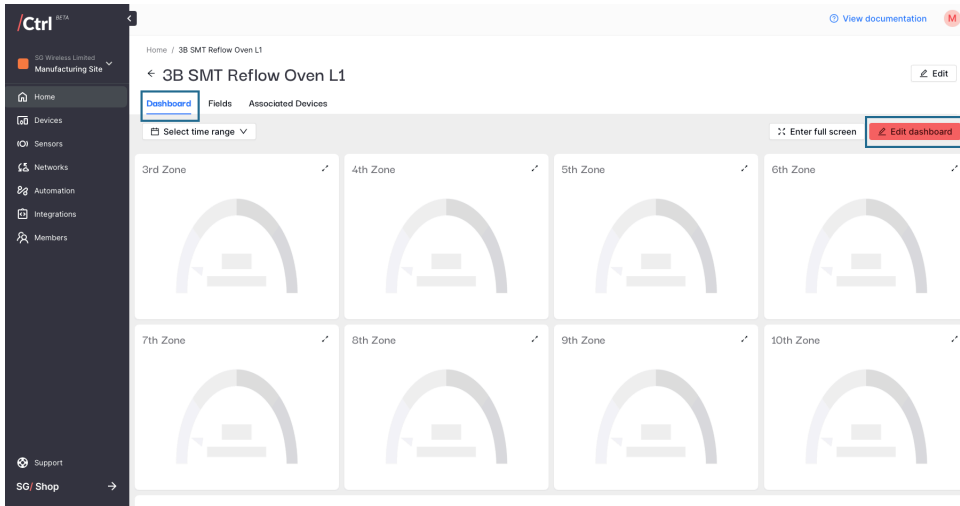 /Ctrl BETA
View documentation M
SG Wireless Limited
Manufacturing Site
Home / 3B SMT Reflow Oven L1
← 3B SMT Reflow Oven L1
Edit
Home
Devices
Sensors
Networks
Automation
Integrations
Members
Dashboard Fields Associated Devices
Select time range
Enter full screen Edit dashboard
3rd Zone 4th Zone 5th Zone 6th Zone
7th Zone 8th Zone 9th Zone 10th Zone
Support
SG/ Shop →